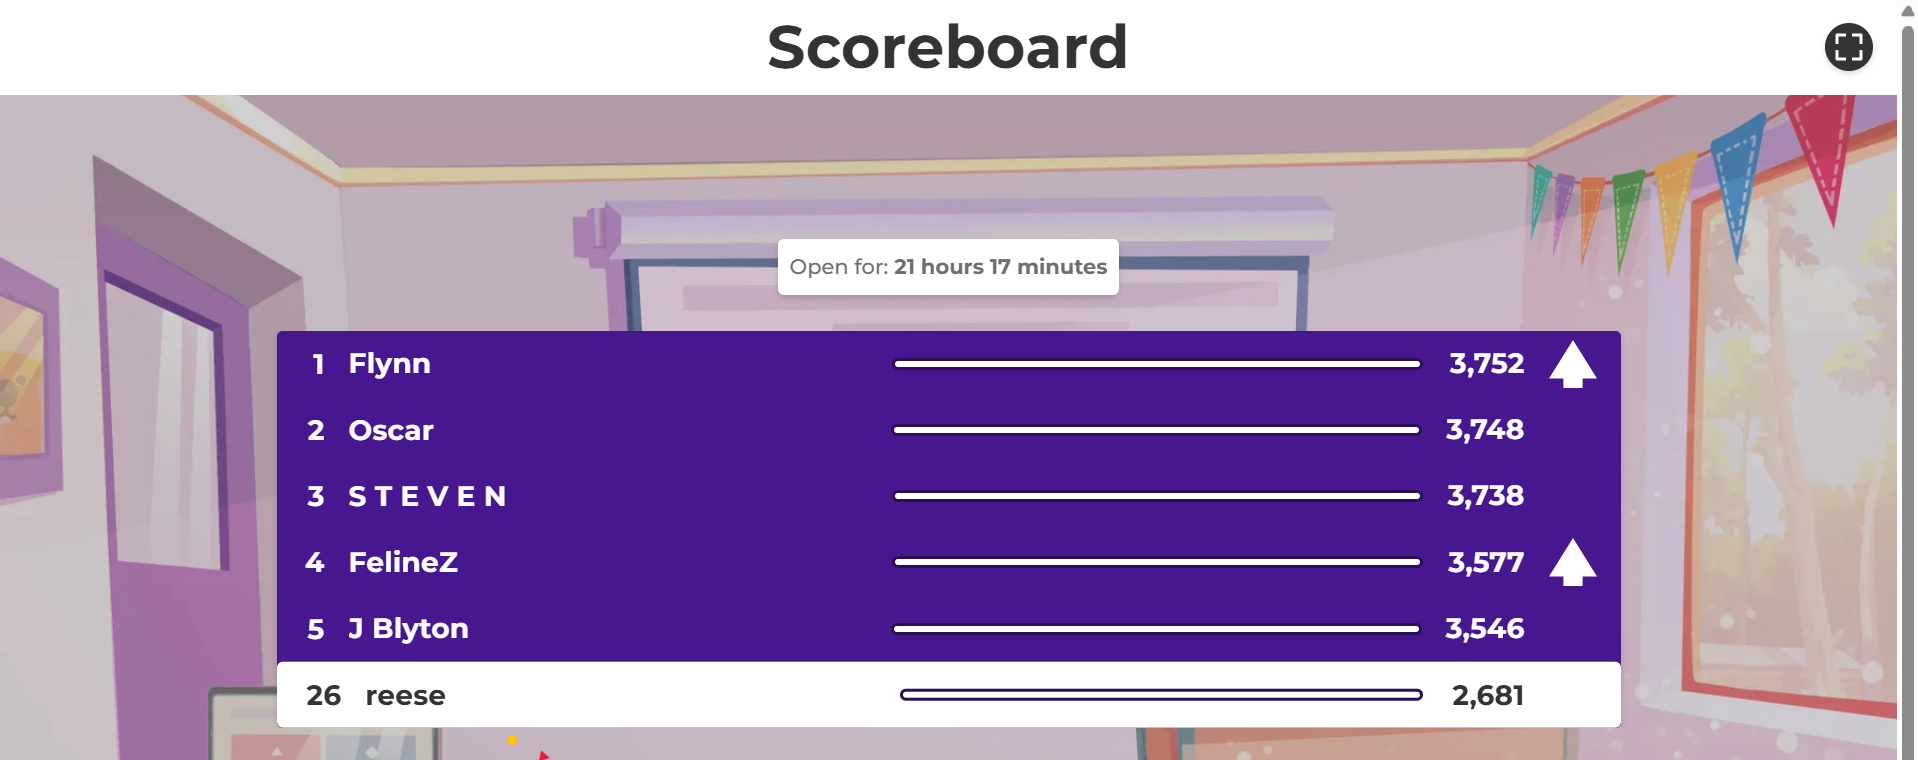 Scoreboard
Open for: 21 hours 17 minutes
1 Flynn 3,752
2 Oscar 3,748
3 S T E V E N 3,738
4 FelineZ 3,577
5 J Blyton 3,546
26 reese 2,681